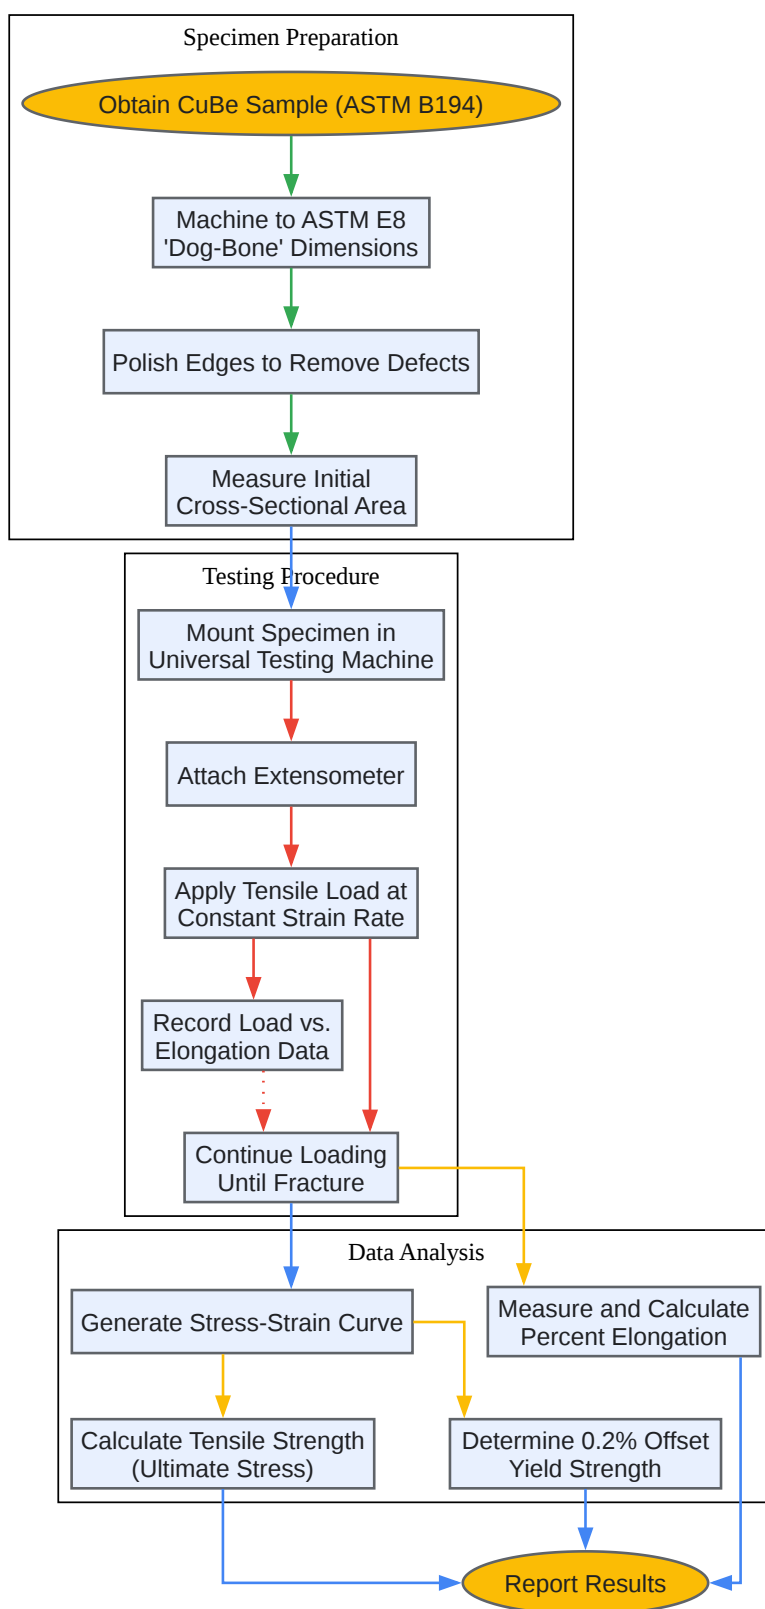 Specimen Preparation
Obtain CuBe Sample (ASTM B194)
Machine to ASTM E8
'Dog-Bone' Dimensions
Polish Edges to Remove Defects
Measure Initial
Cross-Sectional Area
Testing Procedure
Mount Specimen in
Universal Testing Machine
Attach Extensometer
Apply Tensile Load at
Constant Strain Rate
Record Load vs.
Elongation Data
Continue Loading
Until Fracture
Data Analysis
Generate Stress-Strain Curve
Measure and Calculate
Percent Elongation
Calculate Tensile Strength
(Ultimate Stress)
Determine 0.2% Offset
Yield Strength
Report Results